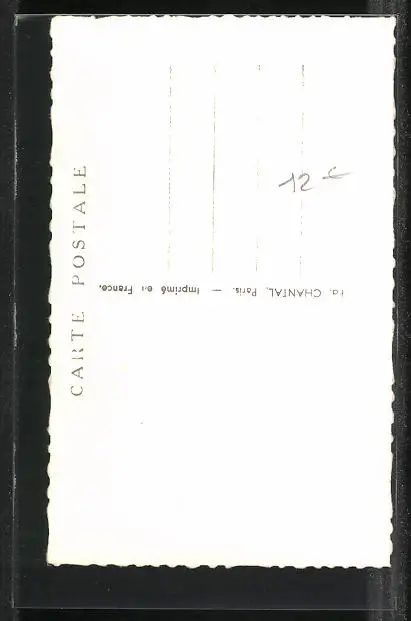 CARTE POSTALE
Ed. CHANTAL, Paris. — Imprimé en France.
12 €